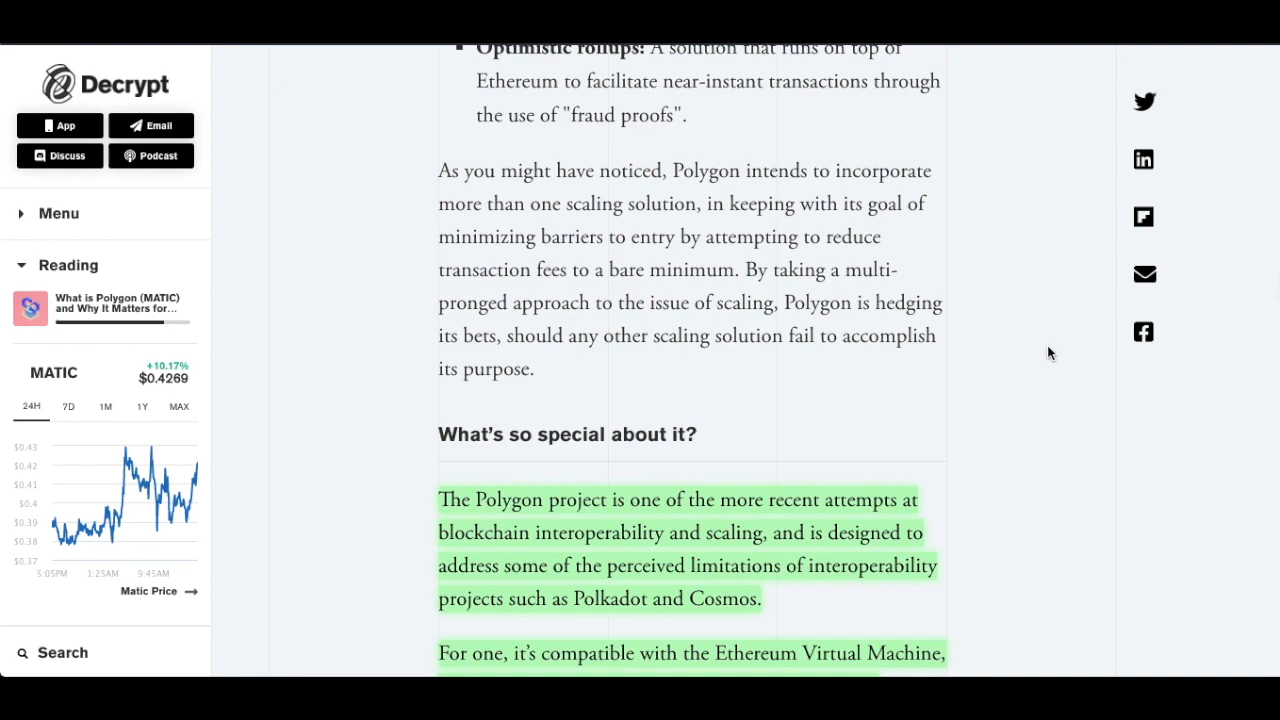 Decrypt
App
Email
Discuss
Podcast
Menu
Reading
What is Polygon (MATIC)
and Why It Matters for...
MATIC
+10.17%
$0.4269
24H 7D 1M 1Y MAX
$0.43
$0.42
$0.41
$0.4
$0.39
$0.38
$0.37
5:05PM 1:25AM 9:45AM
Matic Price
Search
Optimistic rollups: A solution that runs on top of
Ethereum to facilitate near-instant transactions through
the use of "fraud proofs".
As you might have noticed, Polygon intends to incorporate
more than one scaling solution, in keeping with its goal of
minimizing barriers to entry by attempting to reduce
transaction fees to a bare minimum. By taking a multi-
pronged approach to the issue of scaling, Polygon is hedging
its bets, should any other scaling solution fail to accomplish
its purpose.
What's so special about it?
The Polygon project is one of the more recent attempts at
blockchain interoperability and scaling, and is designed to
address some of the perceived limitations of interoperability
projects such as Polkadot and Cosmos.
For one, it's compatible with the Ethereum Virtual Machine,